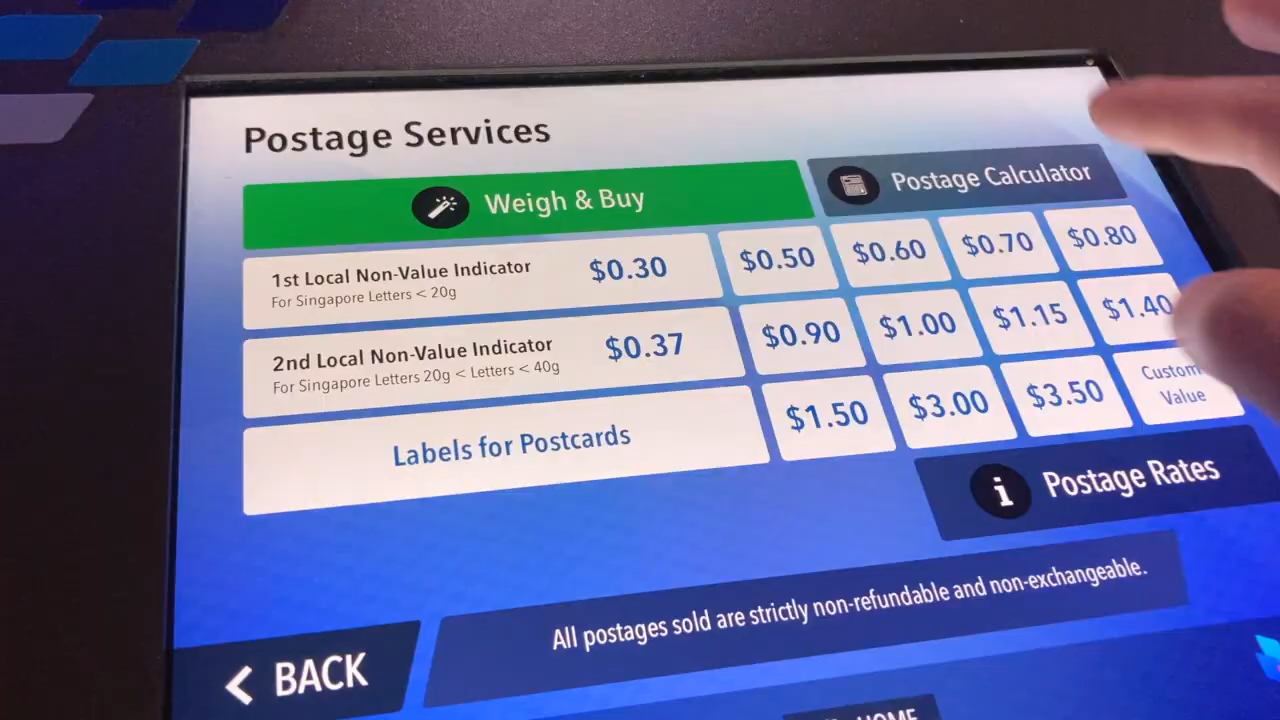 Postage Services
Weigh & Buy
Postage Calculator
1st Local Non-Value Indicator
For Singapore Letters < 20g
$0.30
$0.50
$0.60
$0.70
$0.80
2nd Local Non-Value Indicator
For Singapore Letters 20g < Letters < 40g
$0.37
$0.90
$1.00
$1.15
$1.40
Labels for Postcards
$1.50
$3.00
$3.50
Custom
Value
i Postage Rates
All postages sold are strictly non-refundable and non-exchangeable.
< BACK
HOME